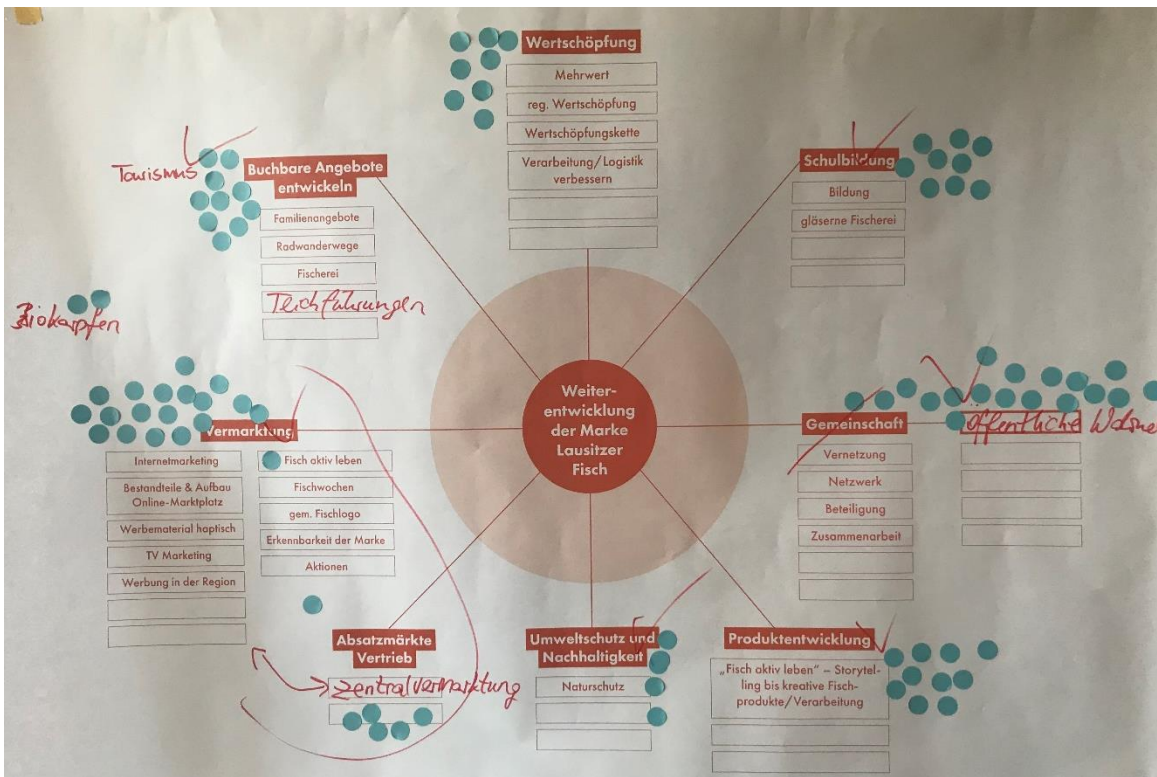 Wertschöpfung
Mehrwert
reg. Wertschöpfung
Wertschöpfungskette
Verarbeitung/Logistik
verbessern
Tourismus
Buchbare Angebote
entwickeln
Familienangebote
Radwanderwege
Fischerei
Teichführungen
Schulbildung
Bildung
gläserne Fischerei
Biokarpfen
Weiter-
entwicklung
der Marke
Lausitzer
Fisch
Vermarktung
Internetmarketing
Bestandteile & Aufbau
Online-Marktplatz
Werbematerial haptisch
TV Marketing
Werbung in der Region
Fisch aktiv leben
Fischwochen
gem. Fischlogo
Erkennbarkeit der Marke
Aktionen
Gemeinschaft
Vernetzung
Netzwerk
Beteiligung
Zusammenarbeit
öffentliche
Absatzmärkte
Vertrieb
Zentralvermarktung
Umweltschutz und
Nachhaltigkeit
Naturschutz
Produktentwicklung
„Fisch aktiv leben“ – Storytel-
ling bis kreative Fisch-
produkte/Verarbeitung